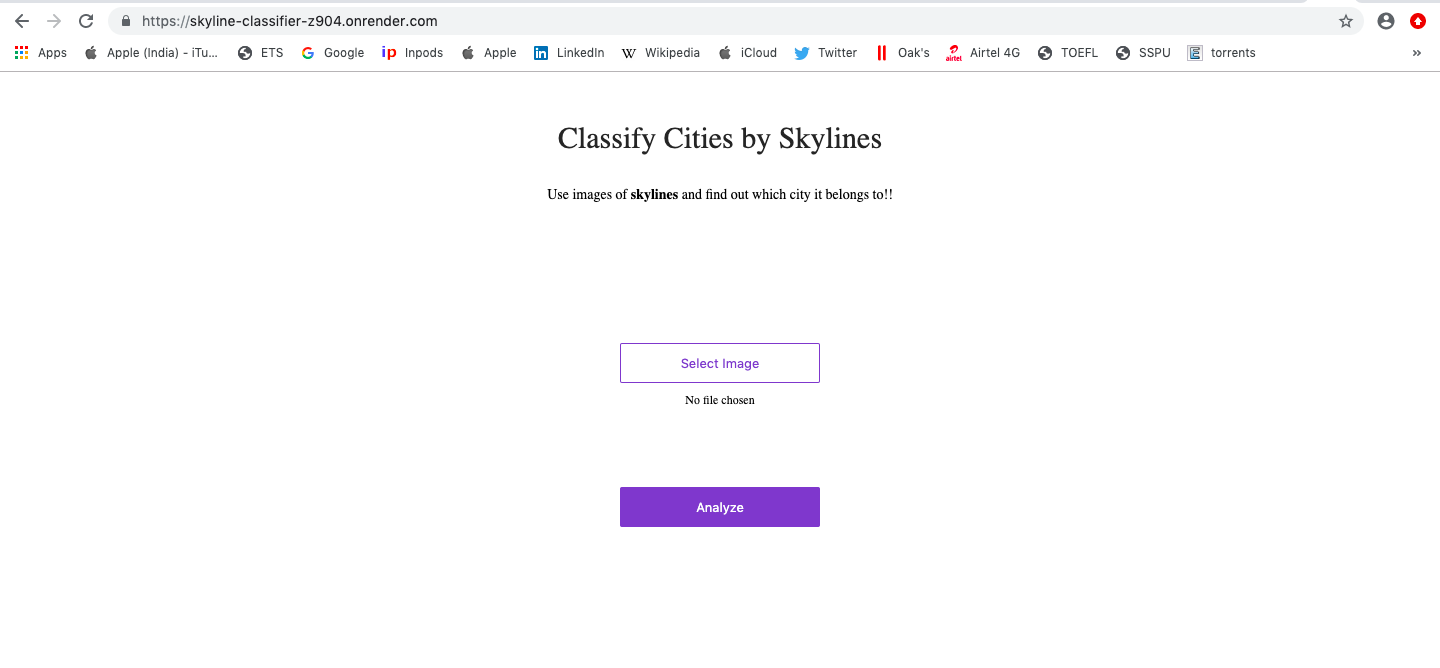 https://skyline-classifier-z904.onrender.com
Apps Apple (India) - iTu... ETS Google ip Inpods Apple LinkedIn W Wikipedia iCloud Twitter Oak's airtel Airtel 4G TOEFL SSPU torrents »
Classify Cities by Skylines
Use images of skylines and find out which city it belongs to!!
Select Image
No file chosen
Analyze